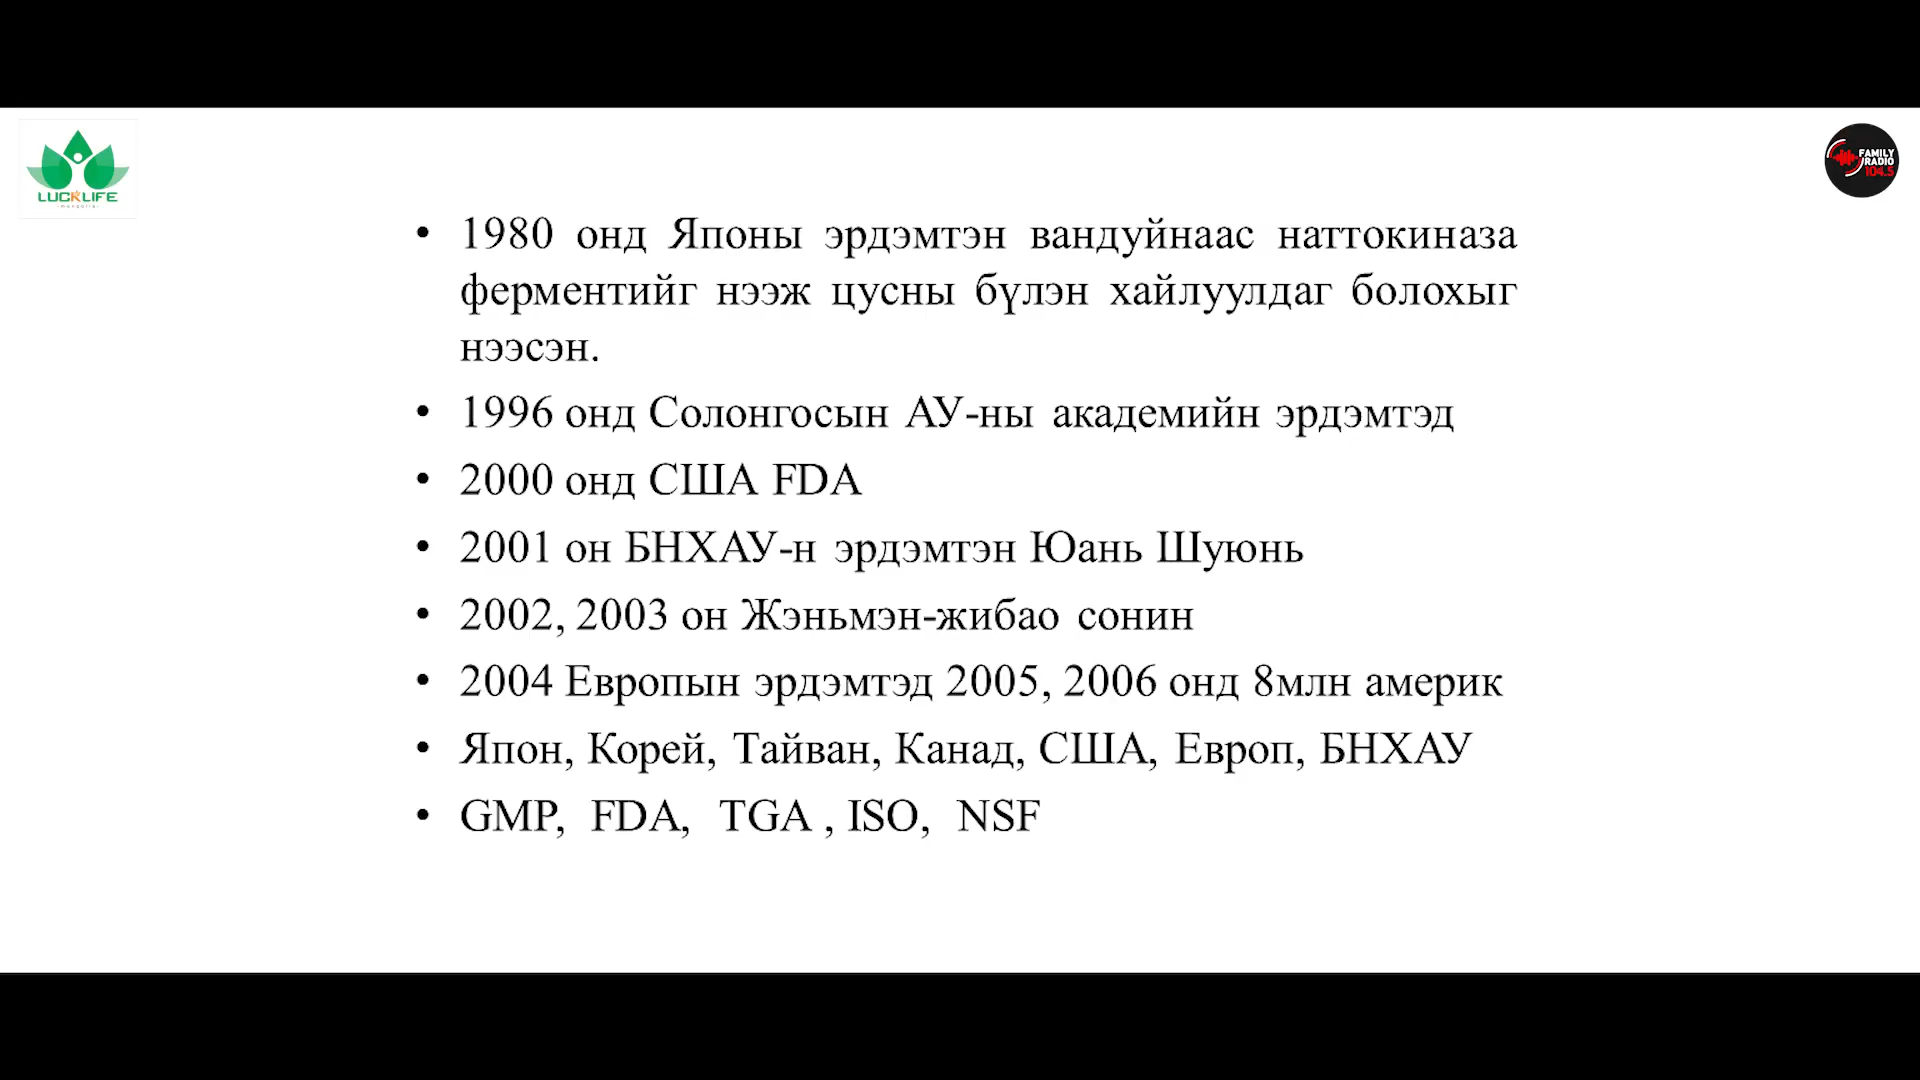 LUCKLIFE
FAMILY
RADIO
104.5
• 1980 онд Японы эрдэмтэн вандуйнаас наттокиназа
ферментийг нээж цусны бүлэн хайлуулдаг болохыг
нээсэн.
• 1996 онд Солонгосын АУ-ны академийн эрдэмтэд
• 2000 онд США FDA
• 2001 он БНХАУ-н эрдэмтэн Юань Шуюнь
• 2002, 2003 он Жэньмэн-жибао сонин
• 2004 Европын эрдэмтэд 2005, 2006 онд 8млн америк
• Япон, Корей, Тайван, Канад, США, Европ, БНХАУ
• GMP, FDA, TGA , ISO, NSF